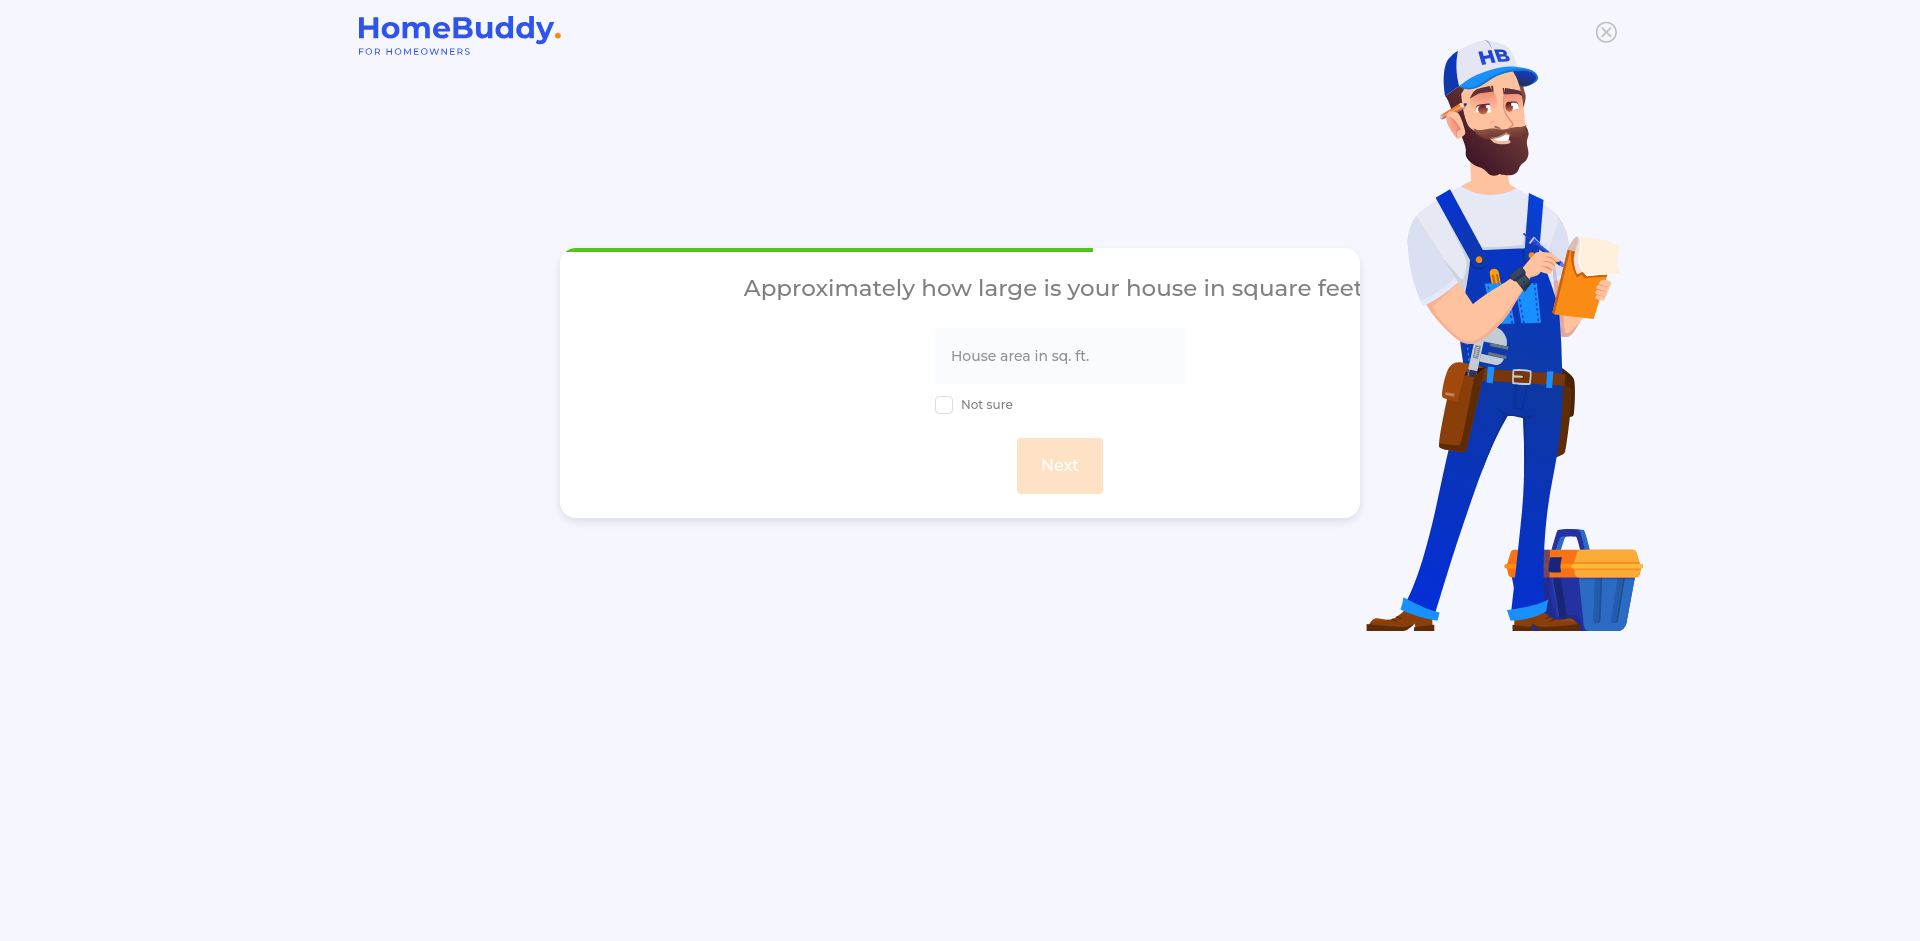 HomeBuddy.
FOR HOMEOWNERS
HB
Approximately how large is your house in square feet
House area in sq. ft.
Not sure
Next